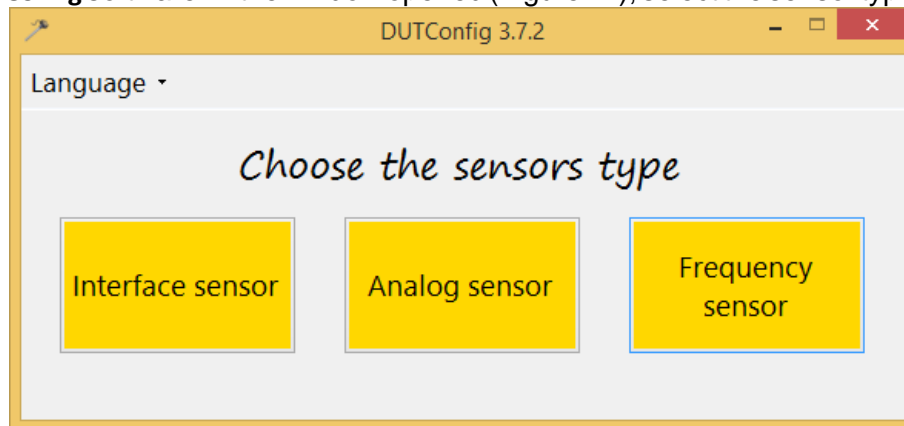 DUTConfig 3.7.2
Language
Choose the sensors type
Interface sensor
Analog sensor
Frequency
sensor